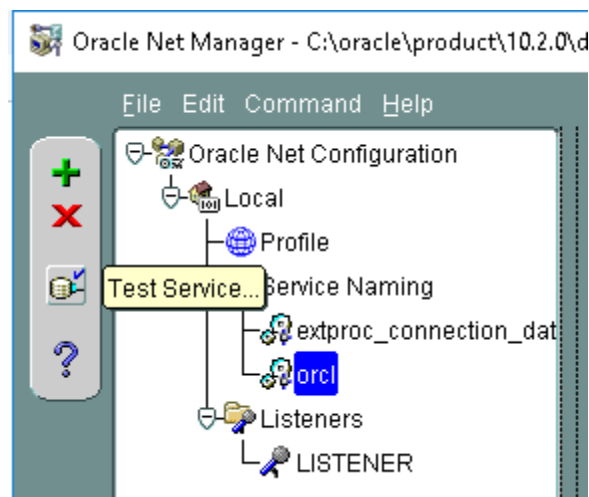 Oracle Net Manager - C:\oracle\product\10.2.0\d
File Edit Command Help
Oracle Net Configuration
Local
Profile
Test Service... Service Naming
extproc_connection_dat
orcl
Listeners
LISTENER